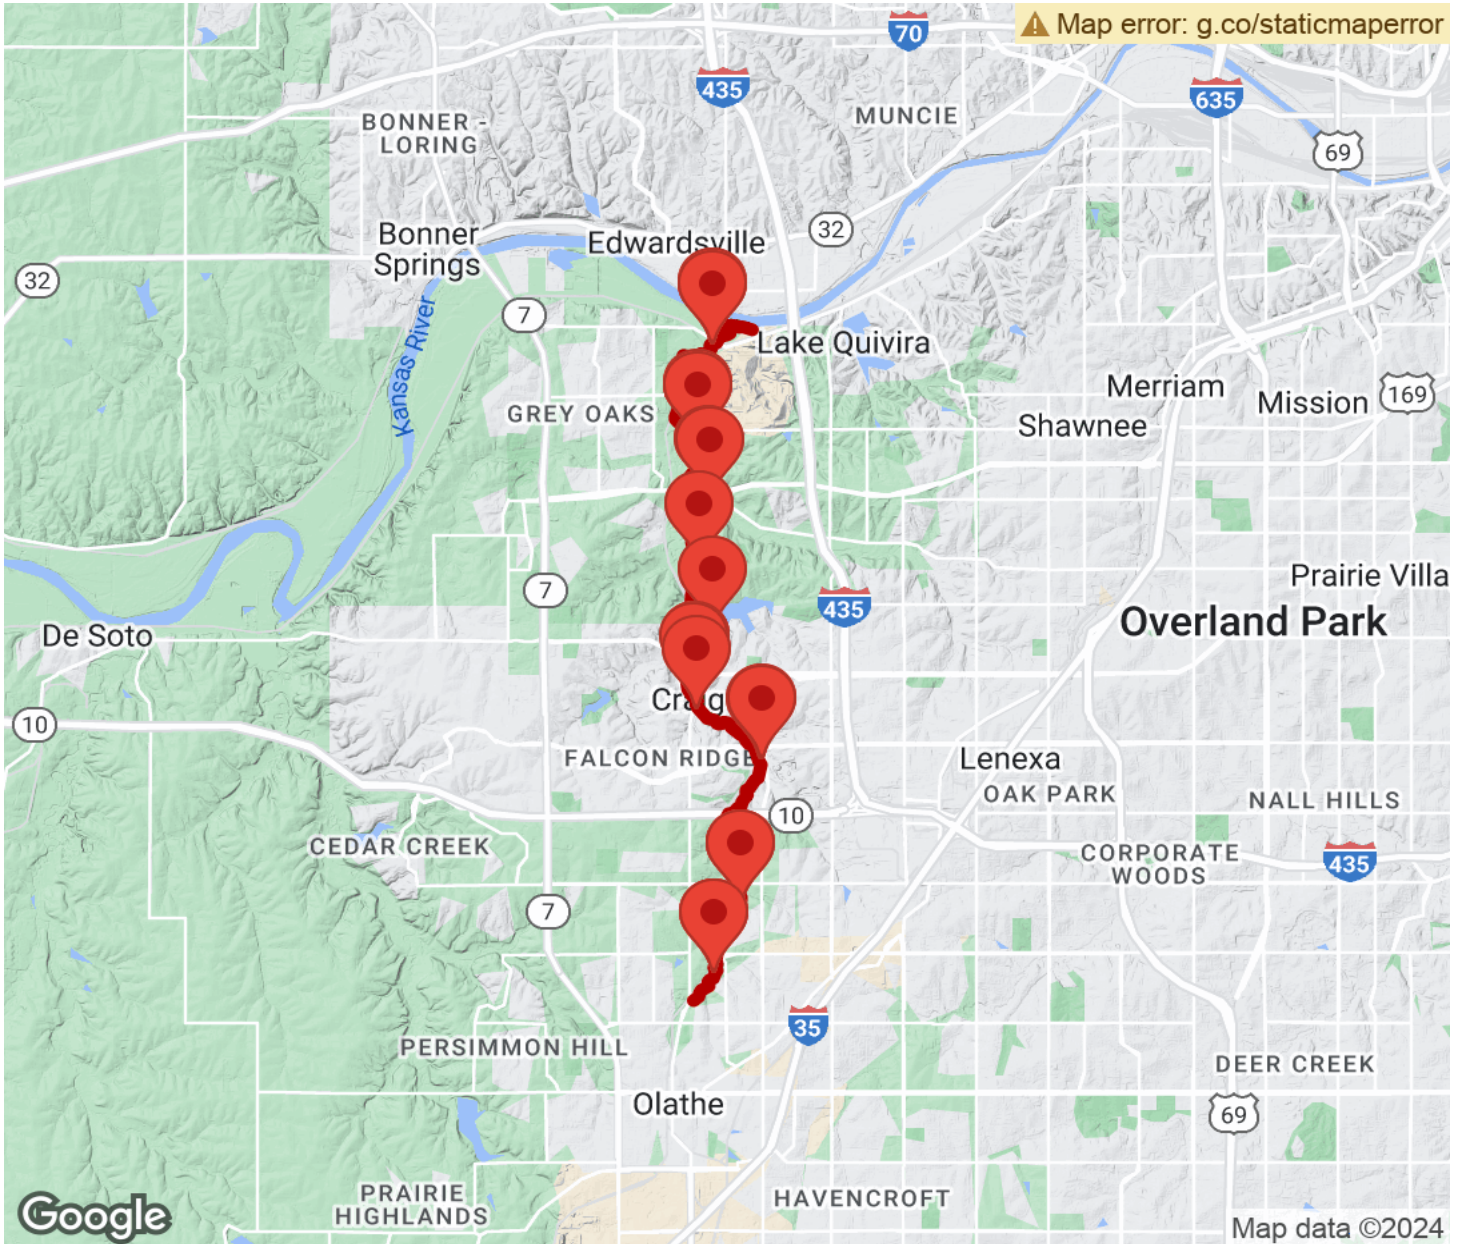 Map error: g.co/staticmaperror
70
435
635
MUNCIE
BONNER -
LORING
69
Bonner
Springs
Edwardsville
32
32
7
Kansas River
Lake Quivira
Merriam
Mission
169
GREY OAKS
Shawnee
7
435
Prairie Villa
Overland Park
De Soto
10
FALCON RIDGE
Lenexa
OAK PARK
NALL HILLS
10
CEDAR CREEK
CORPORATE
WOODS
435
7
35
PERSIMMON HILL
DEER CREEK
Olathe
69
PRAIRIE
HIGHLANDS
HAVENCROFT
Google
Map data ©2024